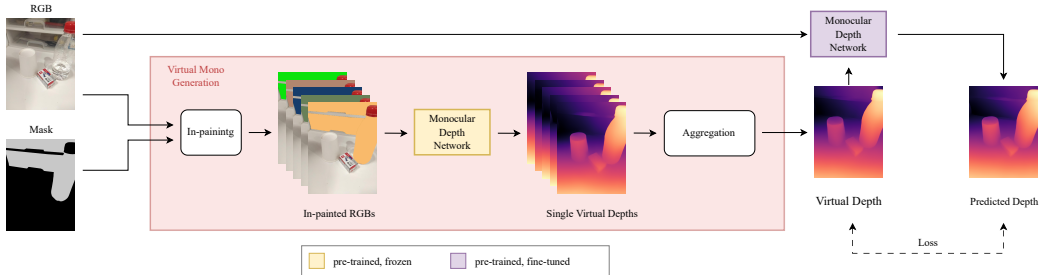 RGB
Mask
Virtual Mono
Generation
In-painintg
In-painted RGBs
Monocular
Depth
Network
Single Virtual Depths
Aggregation
Monocular
Depth
Network
Virtual Depth
Predicted Depth
Loss
pre-trained, frozen
pre-trained, fine-tuned